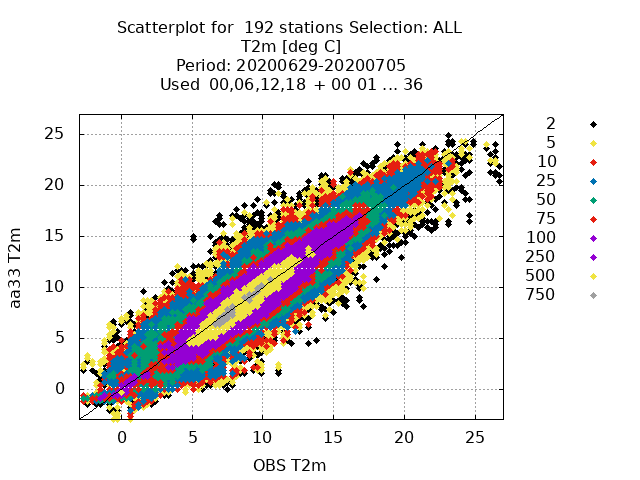 Scatterplot for  192 stations Selection: ALL
T2m [deg C]
Period: 20200629-20200705
Used  00,06,12,18  + 00 01 ... 36
aa33 T2m
25
20
15
10
5
0
0 5 10 15 20 25
OBS T2m
2
5
10
25
50
75
100
250
500
750